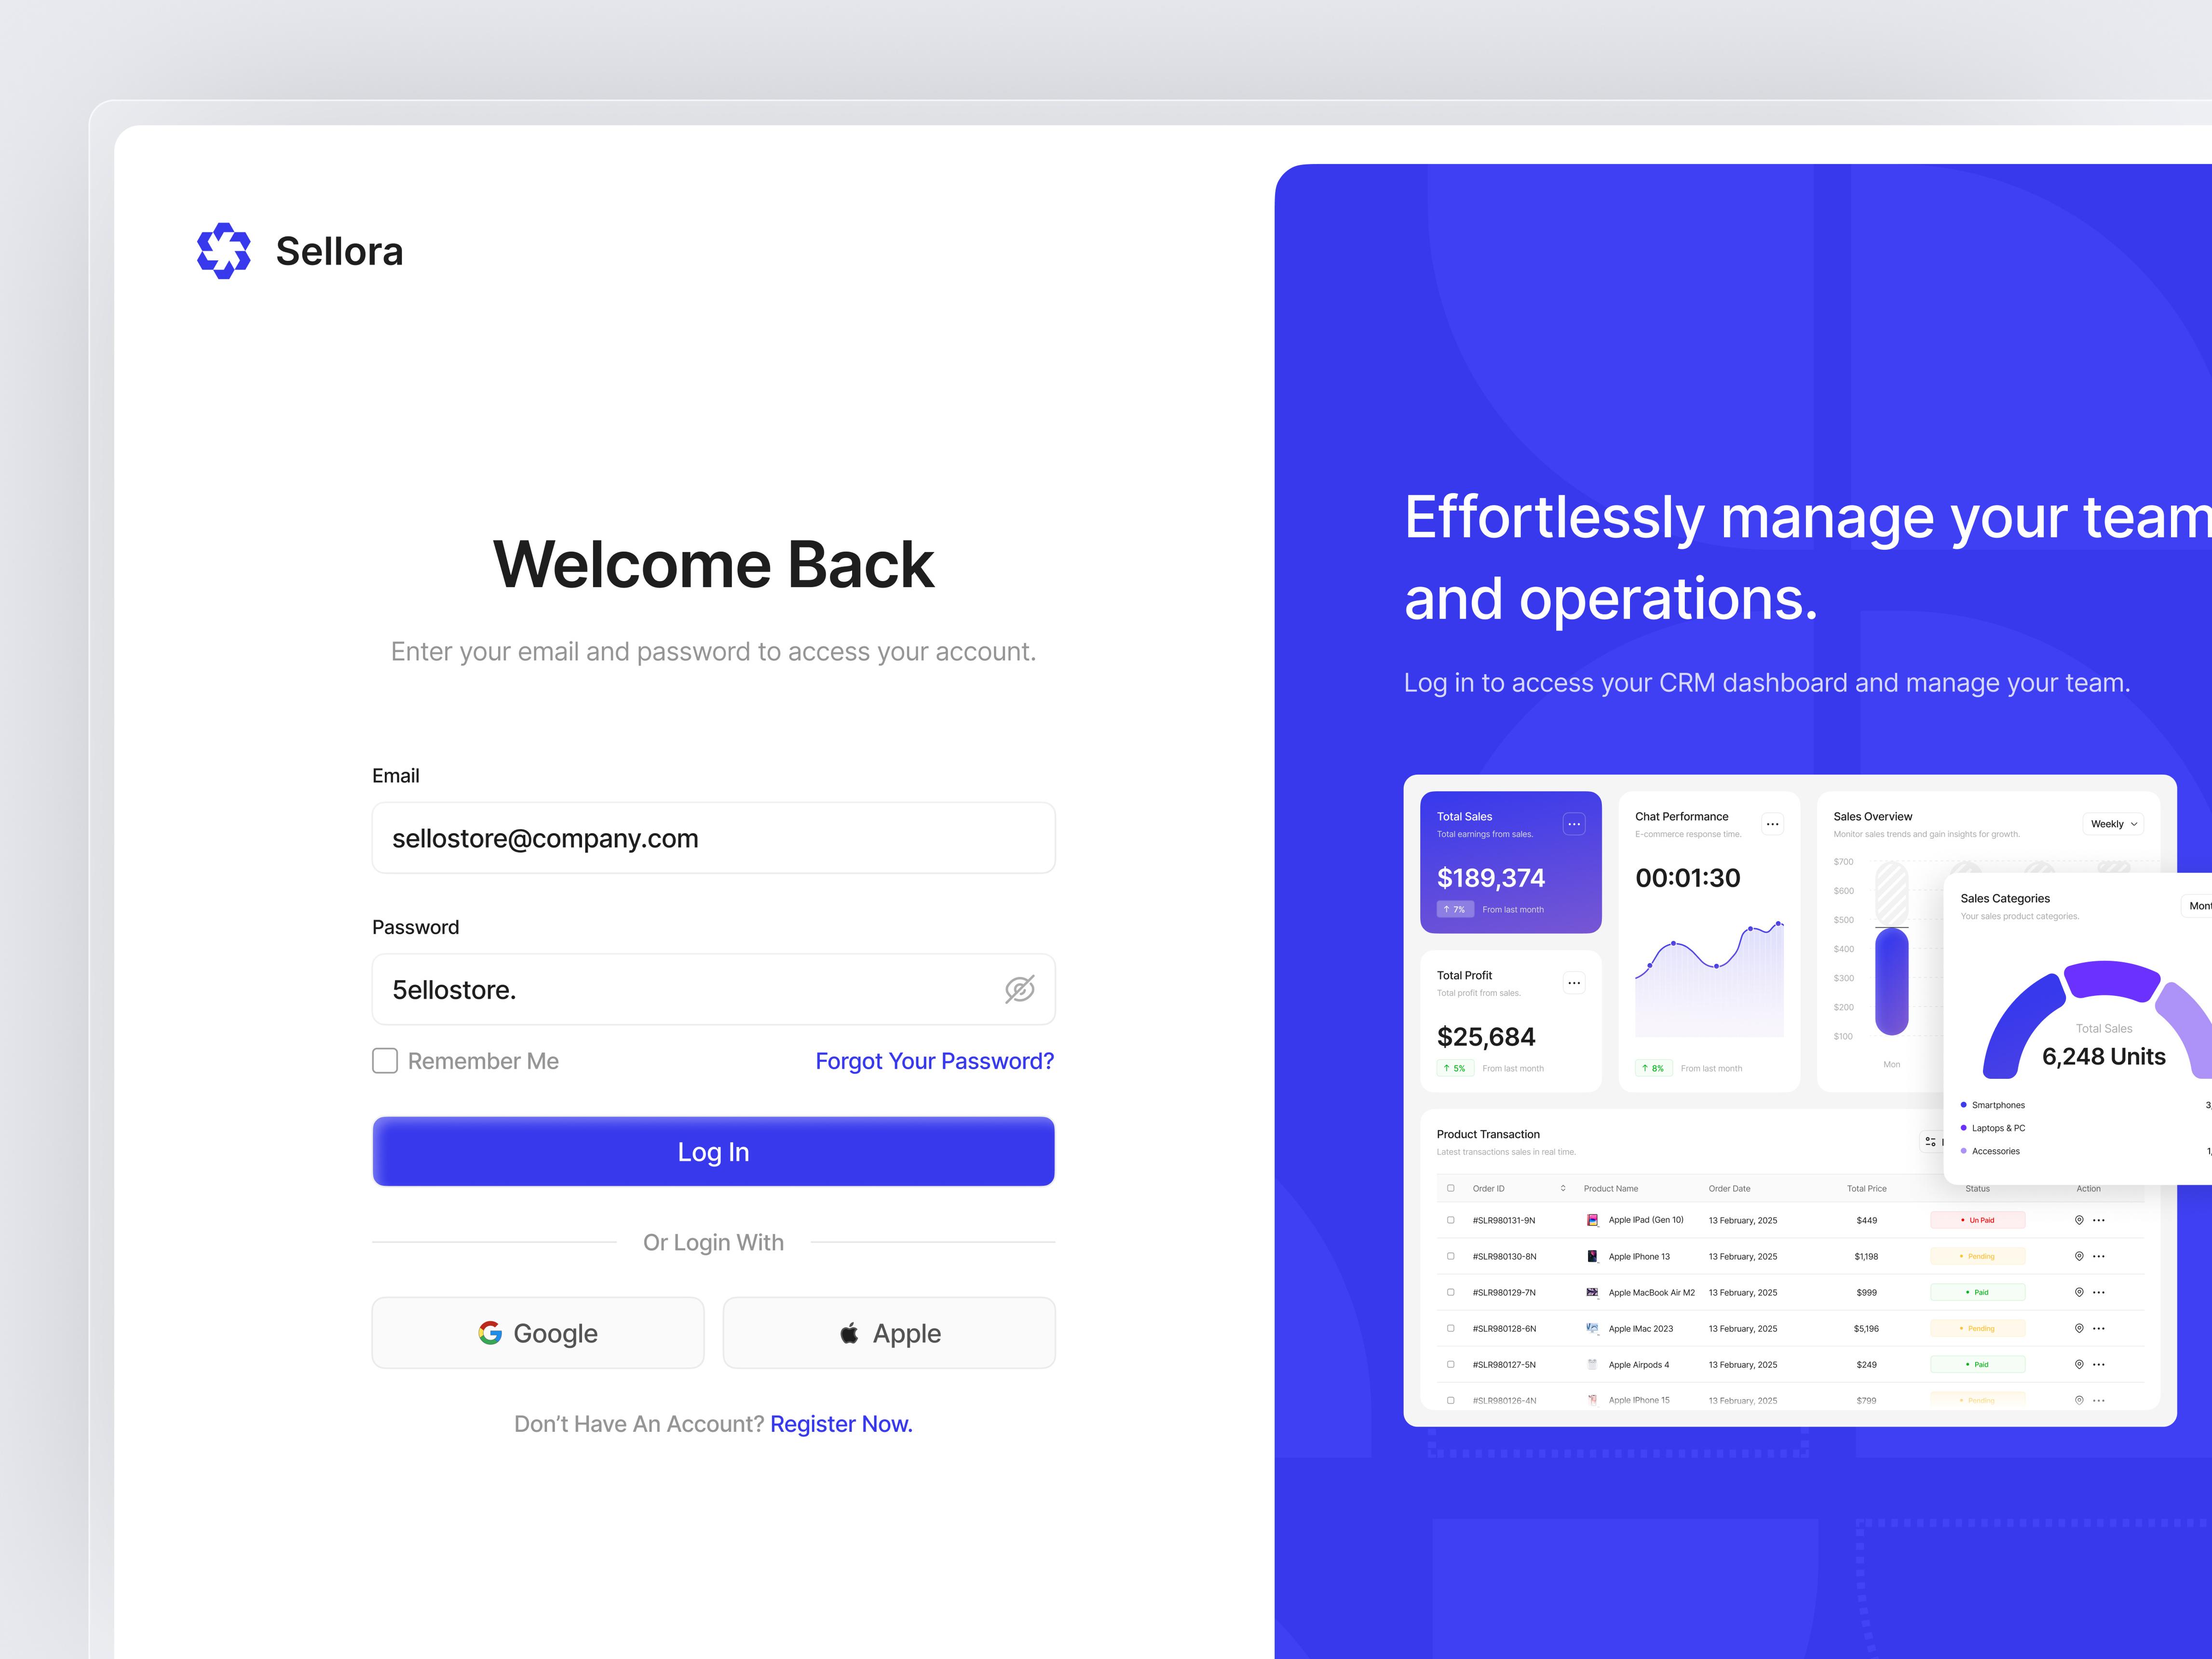 Sellora
Welcome Back
Enter your email and password to access your account.
Email
sellostore@company.com
Password
5ellostore.
Remember Me
Forgot Your Password?
Log In
Or Login With
Google
Apple
Don’t Have An Account? Register Now.
Effortlessly manage your team
and operations.
Log in to access your CRM dashboard and manage your team.
Total Sales
Total earnings from sales.
$189,374
↑ 7% From last month
Chat Performance
E-commerce response time.
00:01:30
↑ 8% From last month
Total Profit
Total profit from sales.
$25,684
↑ 5% From last month
Sales Overview
Monitor sales trends and gain insights for growth.
Weekly
$700
$600
$500
$400
$300
$200
$100
Mon
Sales Categories
Your sales product categories.
Total Sales
6,248 Units
Smartphones
Laptops & PC
Accessories
Product Transaction
Latest transactions sales in real time.
Order ID Product Name Order Date Total Price Status Action
#SLR980131-9N Apple IPad (Gen 10) 13 February, 2025 $449 Un Paid
#SLR980130-8N Apple IPhone 13 13 February, 2025 $1,198 Pending
#SLR980129-7N Apple MacBook Air M2 13 February, 2025 $999 Paid
#SLR980128-6N Apple IMac 2023 13 February, 2025 $5,196 Pending
#SLR980127-5N Apple Airpods 4 13 February, 2025 $249 Paid
#SLR980126-4N Apple IPhone 15 13 February, 2025 $799 Pending